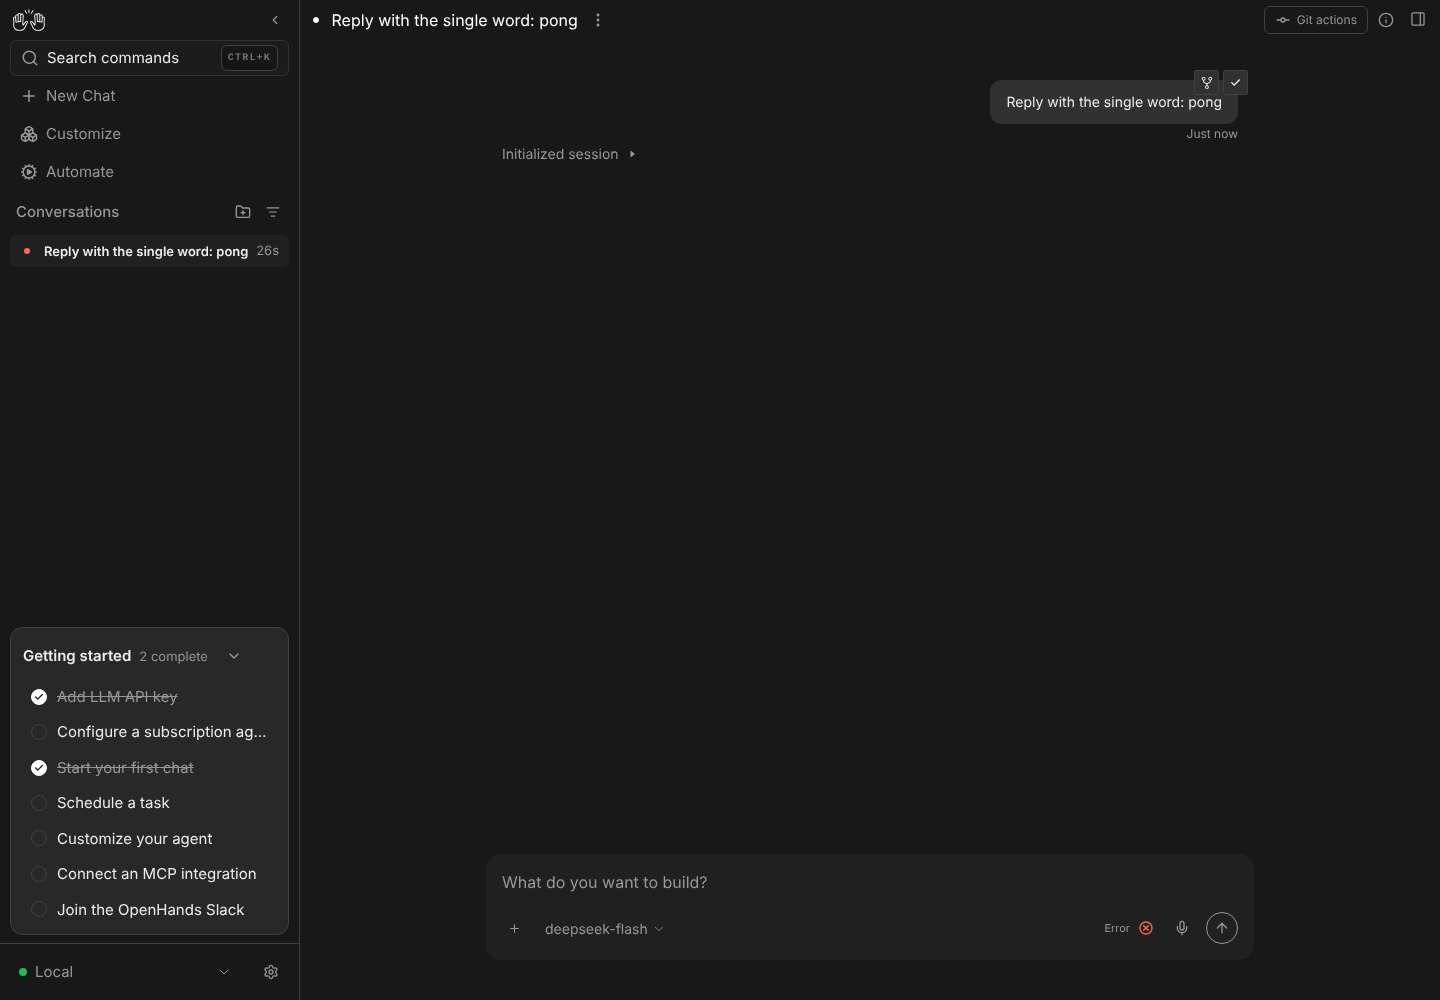 Search commands CTRL+K
New Chat
Customize
Automate
Conversations
Reply with the single word: pong 26s
Getting started 2 complete
Add LLM API key
Configure a subscription ag...
Start your first chat
Schedule a task
Customize your agent
Connect an MCP integration
Join the OpenHands Slack
Local
Reply with the single word: pong
Git actions
Reply with the single word: pong
Just now
Initialized session
What do you want to build?
deepseek-flash
Error